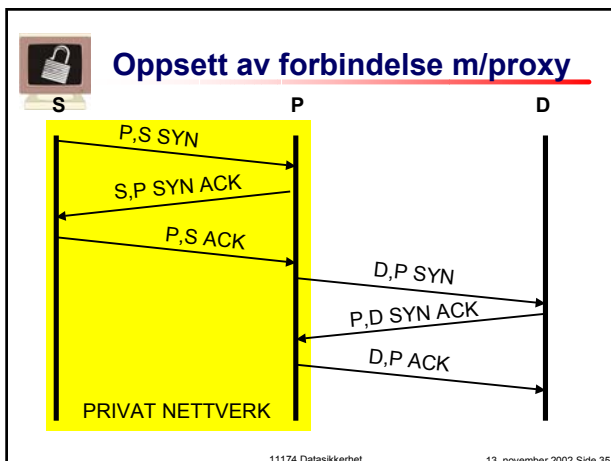 Oppsett av forbindelse m/proxy
S P D
P,S SYN
S,P SYN ACK
P,S ACK
D,P SYN
P,D SYN ACK
D,P ACK
PRIVAT NETTVERK
11174 Datasikkerhet 13. november 2002 Side 35